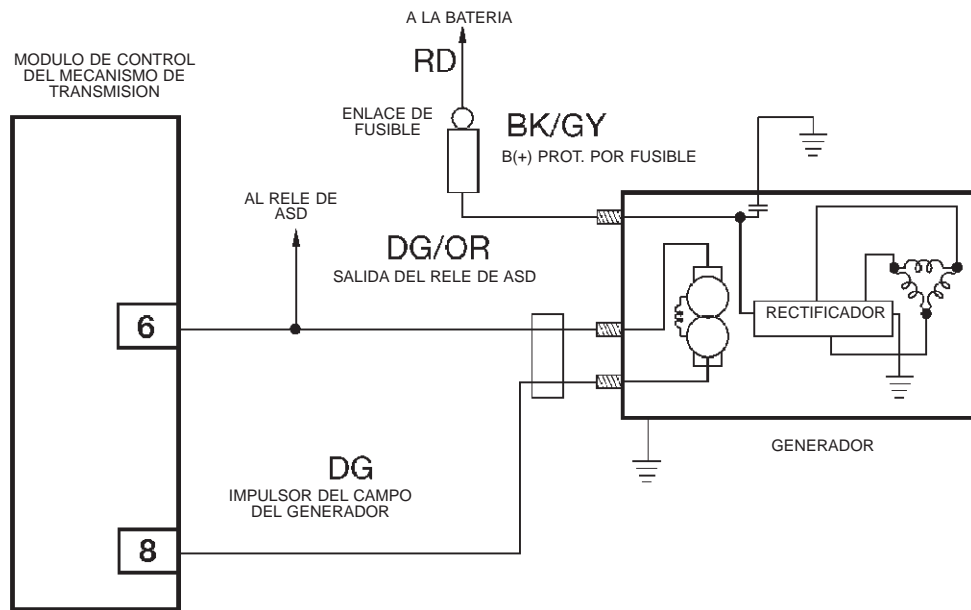 A LA BATERIA
RD
MODULO DE CONTROL
DEL MECANISMO DE
TRANSMISION
ENLACE DE
FUSIBLE
BK/GY
B(+) PROT. POR FUSIBLE
AL RELE DE
ASD
DG/OR
SALIDA DEL RELE DE ASD
6
RECTIFICADOR
GENERADOR
DG
IMPULSOR DEL CAMPO
DEL GENERADOR
8